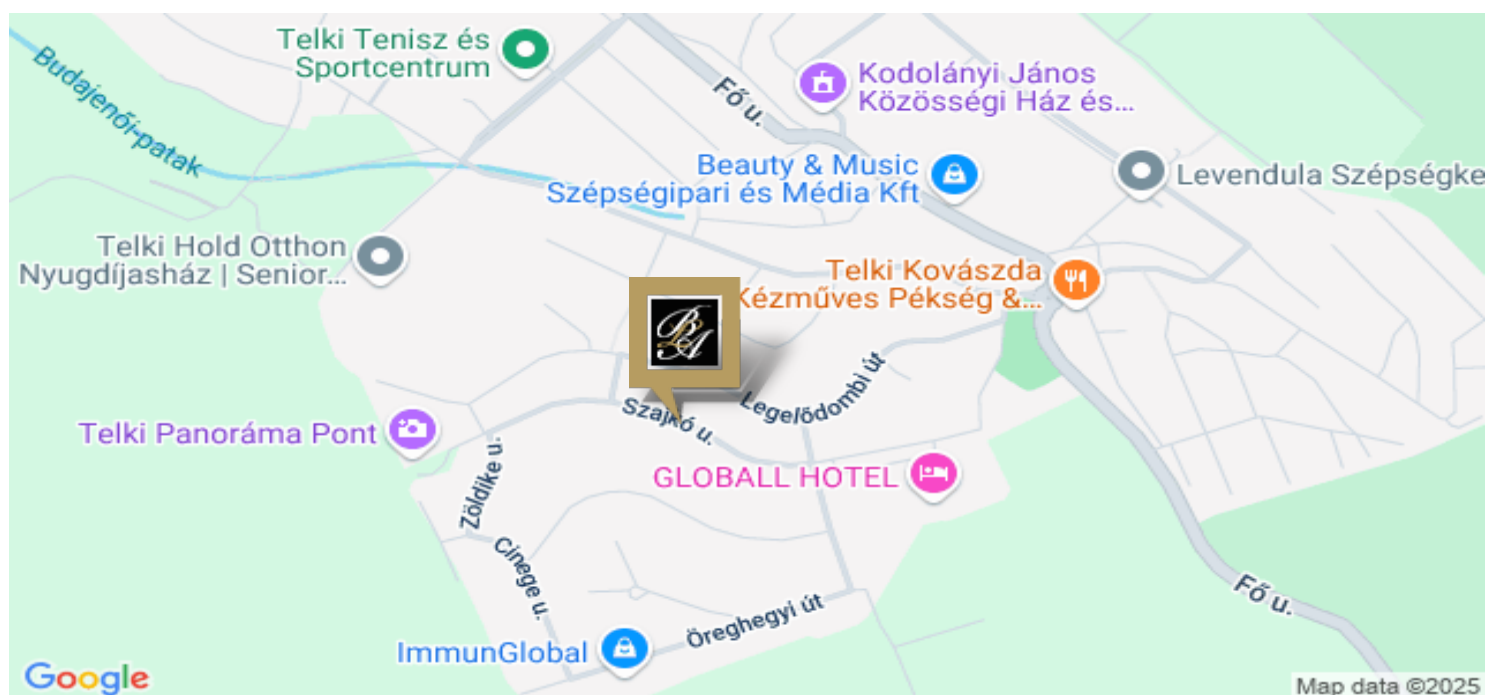 Telki Tenisz és
Sportcentrum
Budajenői-patak
Fő u.
Kodolányi János
Közösségi Ház és...
Beauty & Music
Szépségipari és Média Kft
Levendula Szépségke
Telki Hold Otthon
Nyugdíjasház | Senior...
Telki Kovászda
Kézműves Pékség &...
BLA
Legelődombi út
Szajkó u.
Telki Panoráma Pont
GLOBALL HOTEL
Zöldike u.
Cinege u.
Fő u.
Öreghegyi út
ImmunGlobal
Google
Map data ©2025